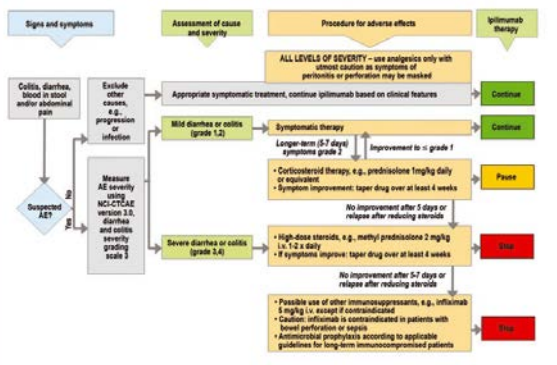 Signs and symptoms
Assessment of cause
and severity
Procedure for adverse effects
Ipilimumab
therapy
ALL LEVELS OF SEVERITY – use analgesics only with
utmost caution as symptoms of
peritonitis or perforation may be masked
Colitis, diarrhea,
blood in stool
and/or abdominal
pain
Exclude
other
causes,
e.g.,
progression
or
infection
Appropriate symptomatic treatment, continue ipilimumab based on clinical features
Continue
Mild diarrhea or colitis
(grade 1,2)
Symptomatic therapy
Continue
Longer-term (5-7 days)
symptoms grade 2
Improvement to ≤ grade 1
Suspected
AE?
No
Yes
Measure
AE severity
using
NCI-CTCAE
version 3.0,
diarrhea
and colitis
severity
grading
scale 3
• Corticosteroid therapy, e.g., prednisolone 1mg/kg daily
or equivalent
• Symptom improvement: taper drug over at least 4 weeks
Pause
No improvement after 5 days or
relapse after reducing steroids
Severe diarrhea or colitis
(grade 3,4)
• High-dose steroids, e.g., methyl prednisolone 2 mg/kg
i.v. 1-2 x daily
• If symptoms improve: taper drug over at least 4 weeks
Stop
No improvement after 5-7 days or
relapse after reducing steroids
• Possible use of other immunosuppressants, e.g., infliximab
5 mg/kg i.v. except if contraindicated
• Caution: infliximab is contraindicated in patients with
bowel perforation or sepsis
• Antimicrobial prophylaxis according to applicable
guidelines for long-term immunocompromised patients
Stop